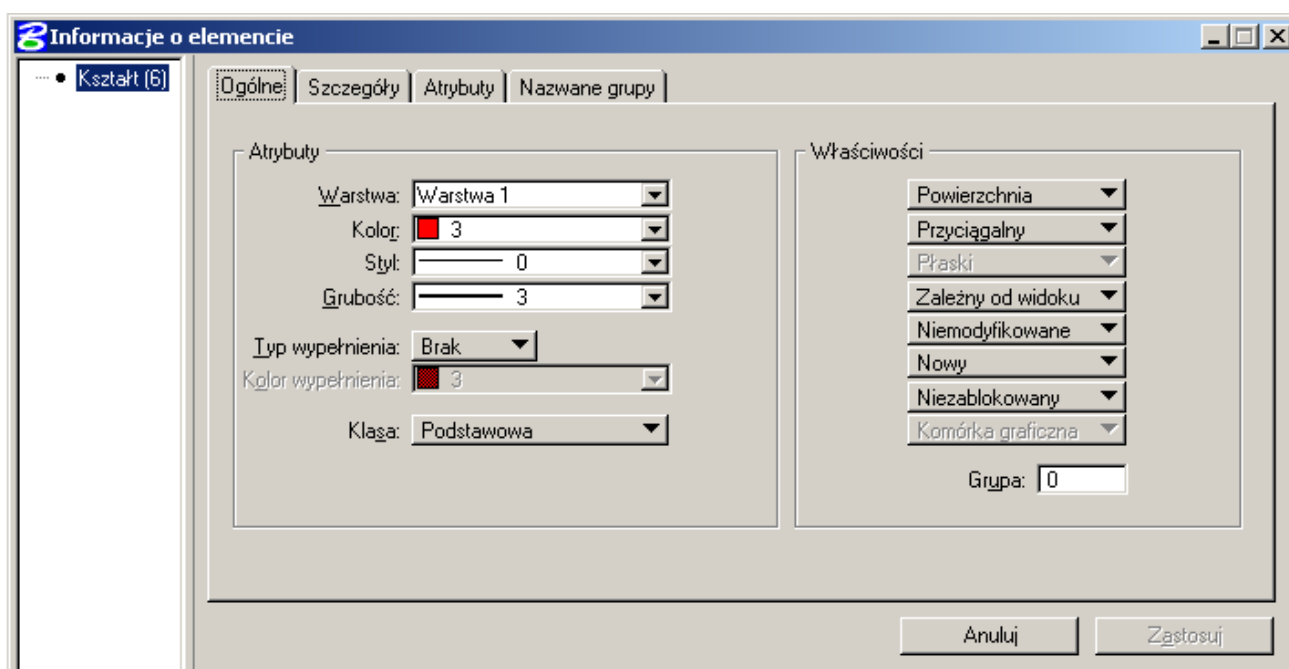 Informacje o elemencie
Kształt (6)
Ogólne Szczegóły Atrybuty Nazwane grupy
Atrybuty
Warstwa: Warstwa 1
Kolor: 3
Styl: 0
Grubość: 3
Typ wypełnienia: Brak
Kolor wypełnienia: 3
Klasa: Podstawowa
Właściwości
Powierzchnia
Przyciągalny
Płaski
Zależny od widoku
Niemodyfikowane
Nowy
Niezablokowany
Komórka graficzna
Grupa: 0
Anuluj Zastosuj